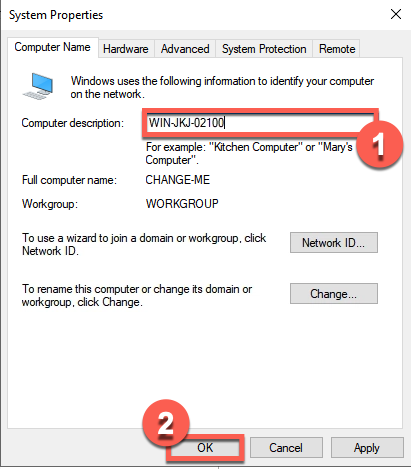 System Properties
Computer Name Hardware Advanced System Protection Remote
Windows uses the following information to identify your computer
on the network.
Computer description: WIN-JKJ-02100
For example: "Kitchen Computer" or "Mary's
Computer".
1
Full computer name: CHANGE-ME
Workgroup: WORKGROUP
To use a wizard to join a domain or workgroup, click
Network ID.
Network ID...
To rename this computer or change its domain or
workgroup, click Change.
Change...
2
OK Cancel Apply